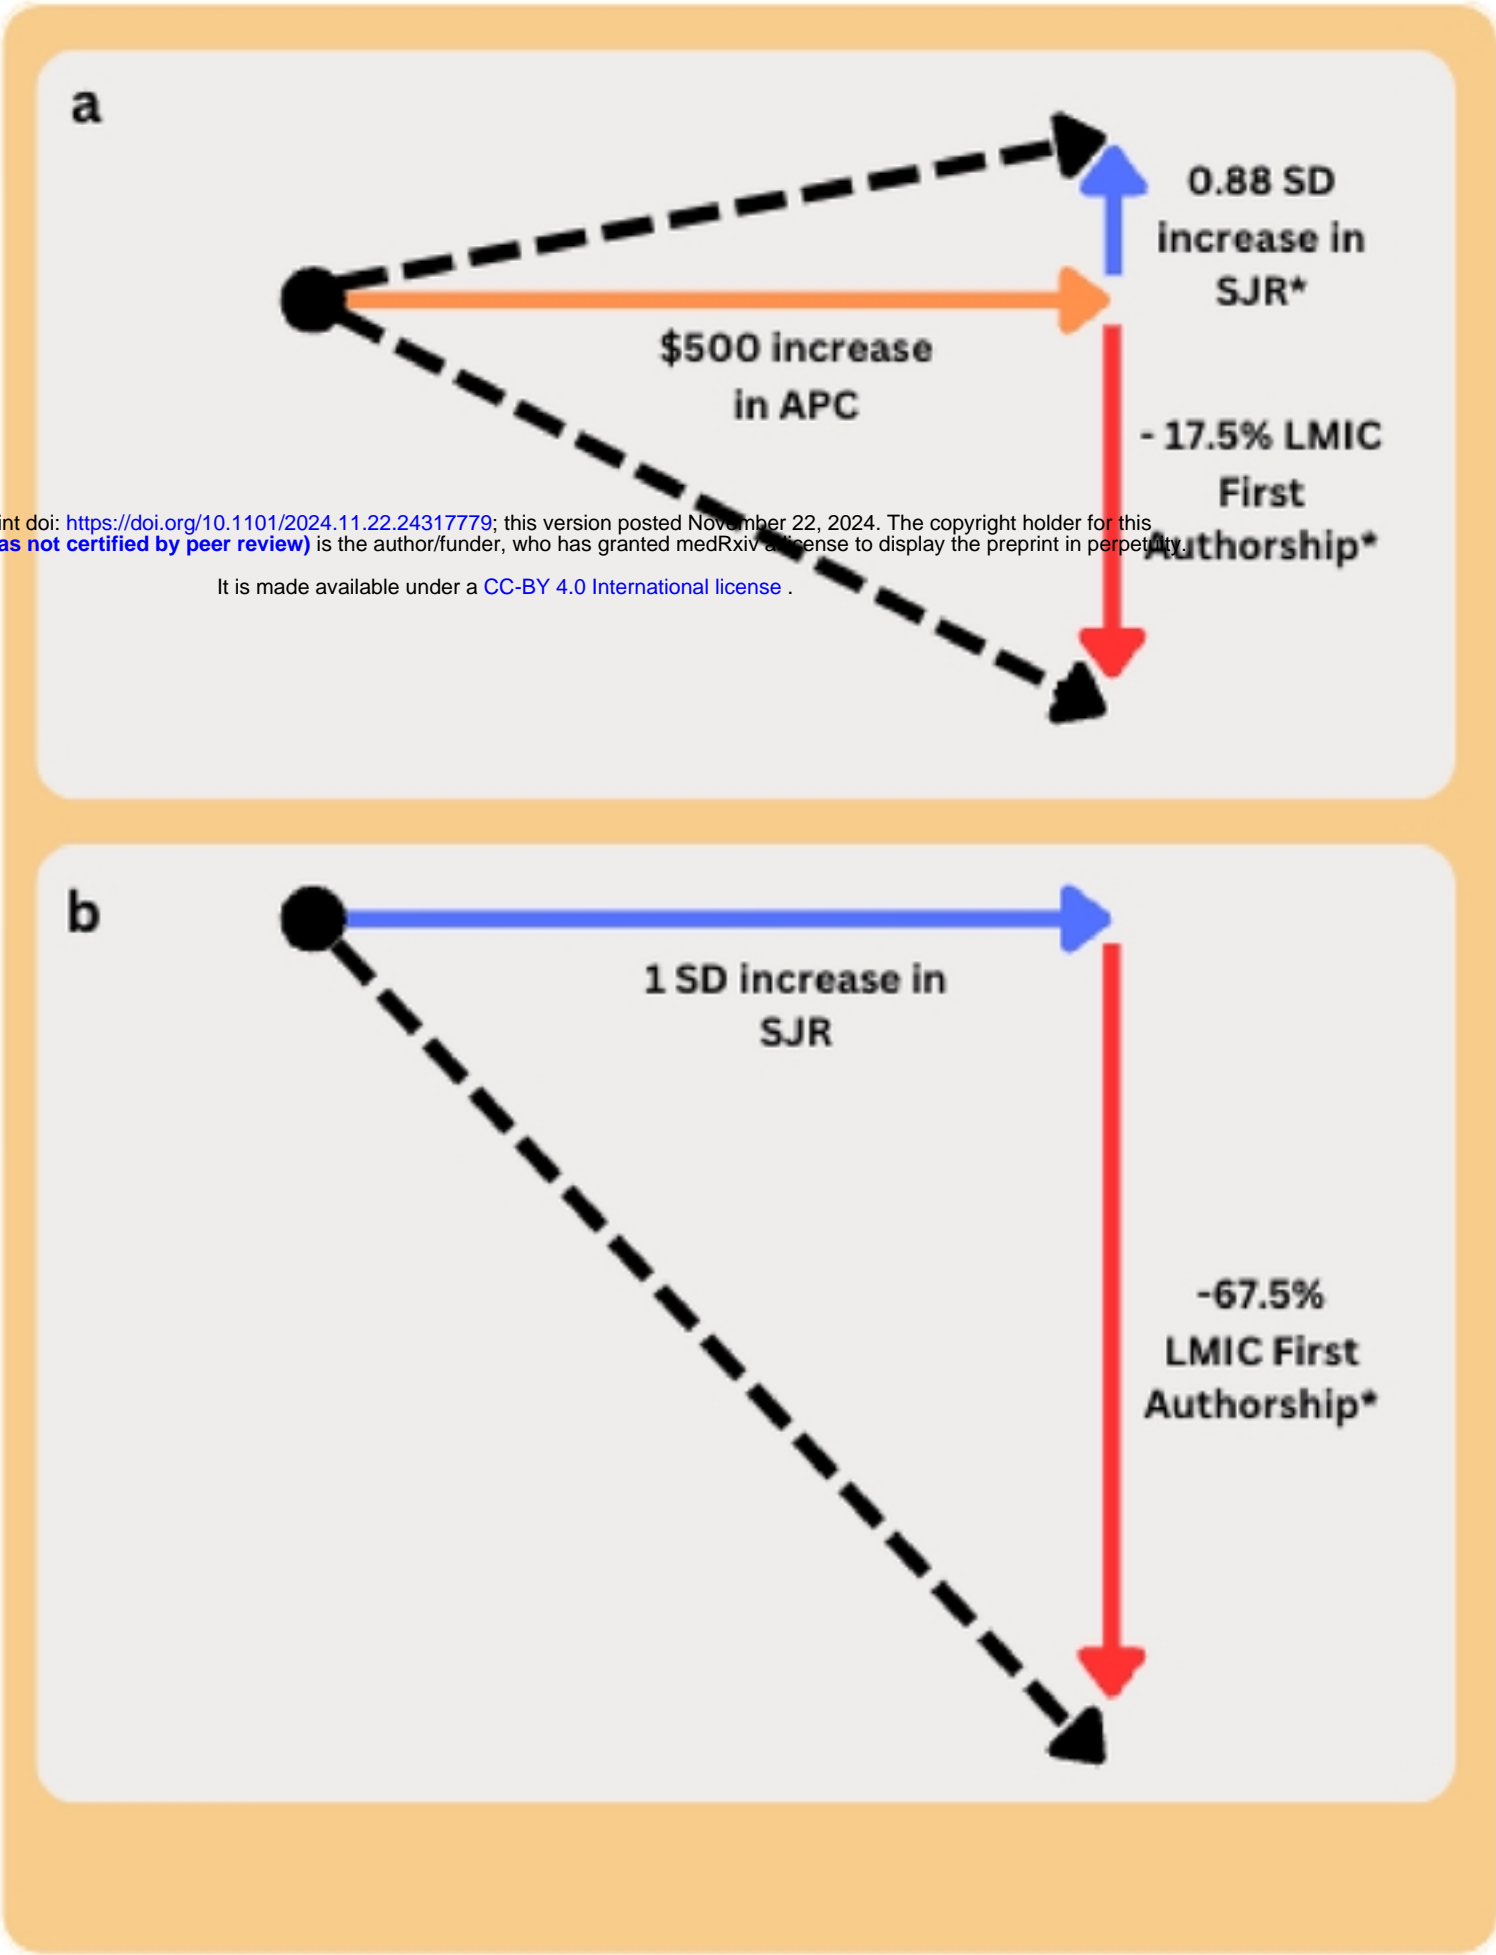 a
0.88 SD
increase in
SJR*
$500 increase
in APC
- 17.5% LMIC
First
Authorship*
int doi: https://doi.org/10.1101/2024.11.22.24317779; this version posted November 22, 2024. The copyright holder for this
as not certified by peer review) is the author/funder, who has granted medRxiv a license to display the preprint in perpetuity.
It is made available under a CC-BY 4.0 International license .
b
1 SD increase in
SJR
-67.5%
LMIC First
Authorship*